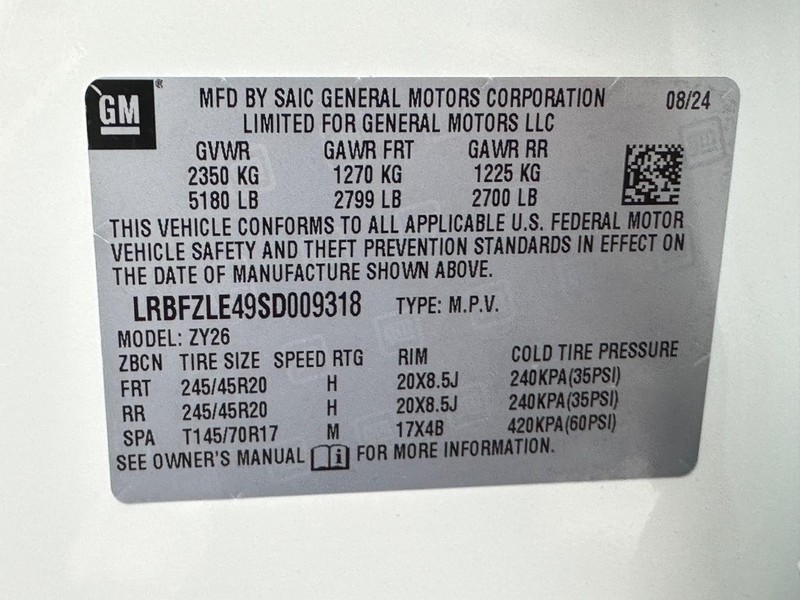 GM ®
MFD BY SAIC GENERAL MOTORS CORPORATION 08/24
LIMITED FOR GENERAL MOTORS LLC
GVWR GAWR FRT GAWR RR
2350 KG 1270 KG 1225 KG
5180 LB 2799 LB 2700 LB
THIS VEHICLE CONFORMS TO ALL APPLICABLE U.S. FEDERAL MOTOR
VEHICLE SAFETY AND THEFT PREVENTION STANDARDS IN EFFECT ON
THE DATE OF MANUFACTURE SHOWN ABOVE.
LRBFZLE49SD009318 TYPE: M.P.V.
MODEL: ZY26
ZBCN TIRE SIZE SPEED RTG RIM COLD TIRE PRESSURE
FRT 245/45R20 H 20X8.5J 240KPA(35PSI)
RR 245/45R20 H 20X8.5J 240KPA(35PSI)
SPA T145/70R17 M 17X4B 420KPA(60PSI)
SEE OWNER'S MANUAL i FOR MORE INFORMATION.